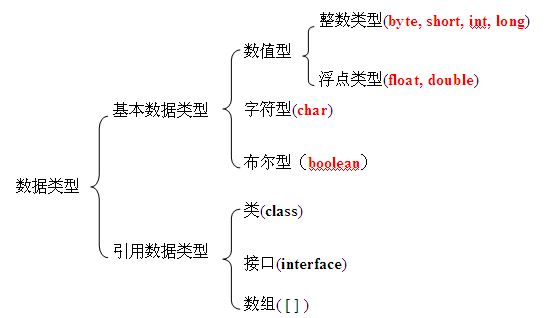 整数类型(byte, short, int, long)
数值型
浮点类型(float, double)
基本数据类型
字符型(char)
布尔型（boolean）
数据类型
类(class)
引用数据类型
接口(interface)
数组([])